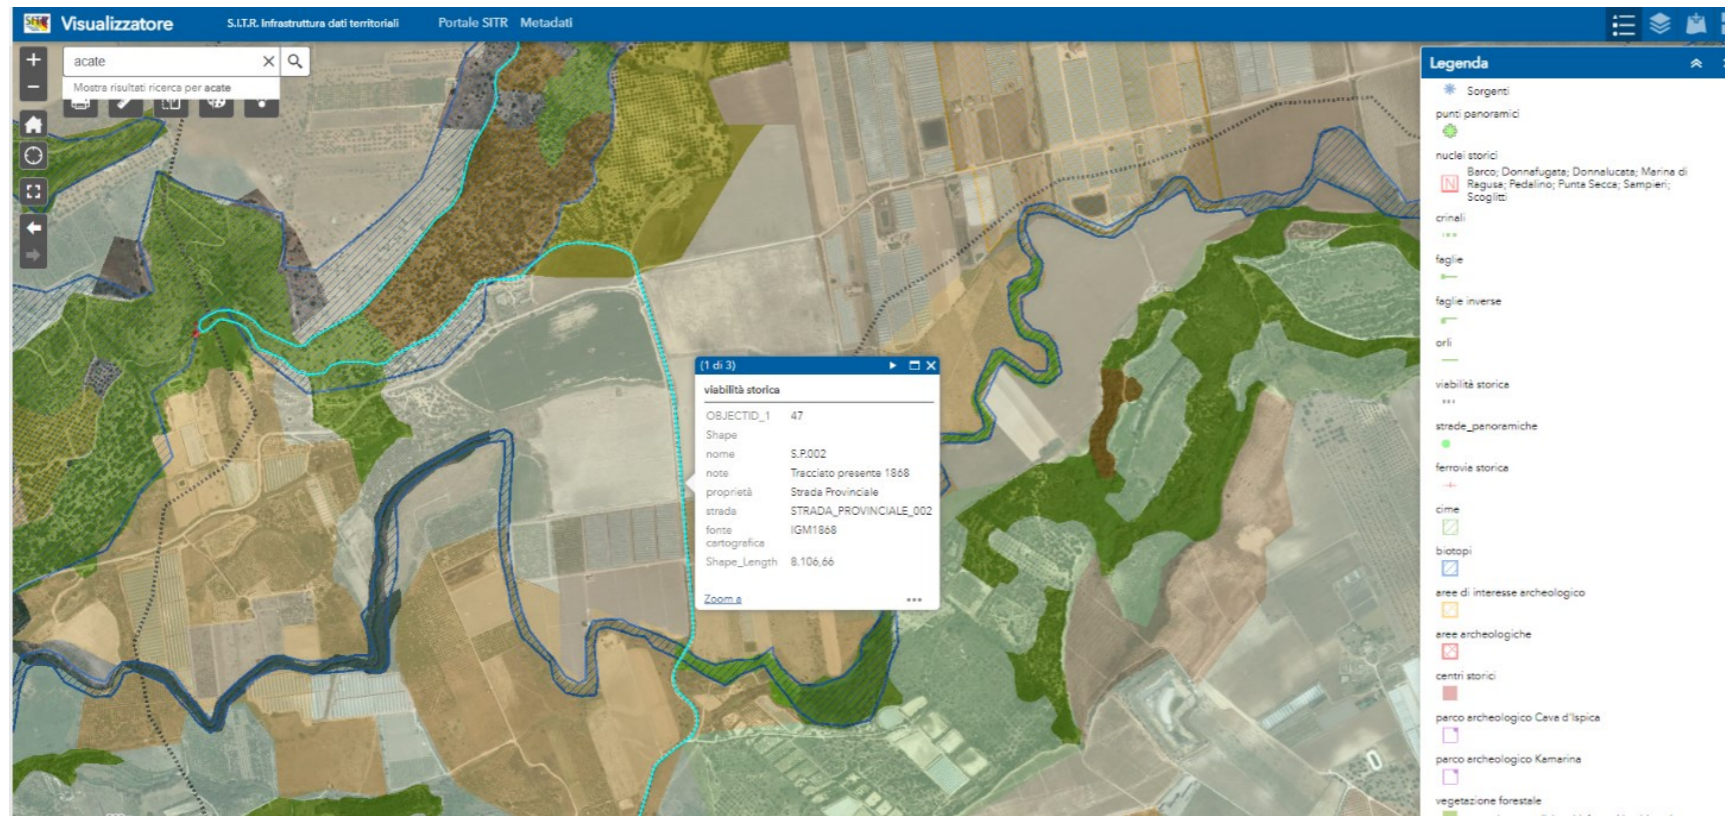 SITR Visualizzatore S.I.T.R. Infrastruttura dati territoriali Portale SITR Metadati
acate
Mostra risultati ricerca per acate
(1 di 3)
viabilità storica
OBJECTID_1 47
Shape
nome S.P.002
note Tracciato presente 1868
proprietà Strada Provinciale
strada STRADA_PROVINCIALE_002
fonte cartografica IGM1868
Shape_Length 8.106,66
Zoom a
Legenda
Sorgenti
punti panoramici
nuclei storici
N
Barco; Donnafugata; Donnalucata; Marina di
Ragusa; Pedalino; Punta Secca; Sampieri;
Scoglitti
crinali
faglie
faglie inverse
orli
viabilità storica
strade_panoramiche
ferrovia storica
cime
biotopi
aree di interesse archeologico
aree archeologiche
centri storici
parco archeologico Cava d'Ispica
parco archeologico Kamarina
vegetazione forestale